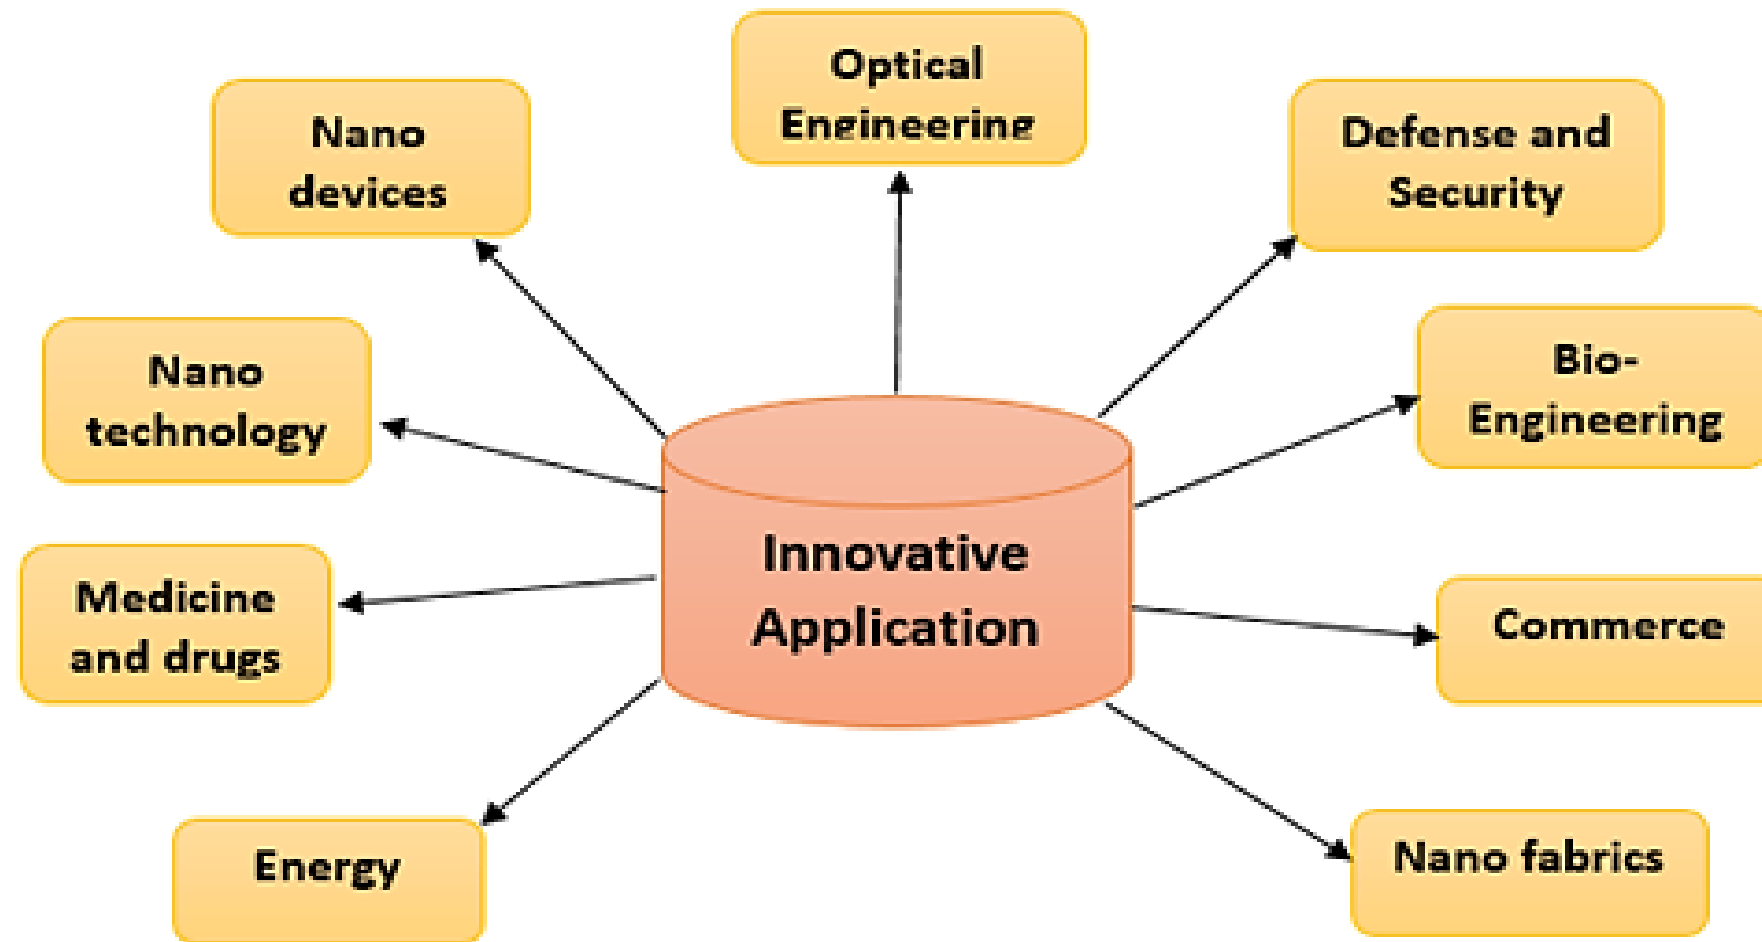 Optical
Engineering
Nano
devices
Defense and
Security
Nano
technology
Bio-
Engineering
Innovative
Application
Medicine
and drugs
Commerce
Energy
Nano fabrics